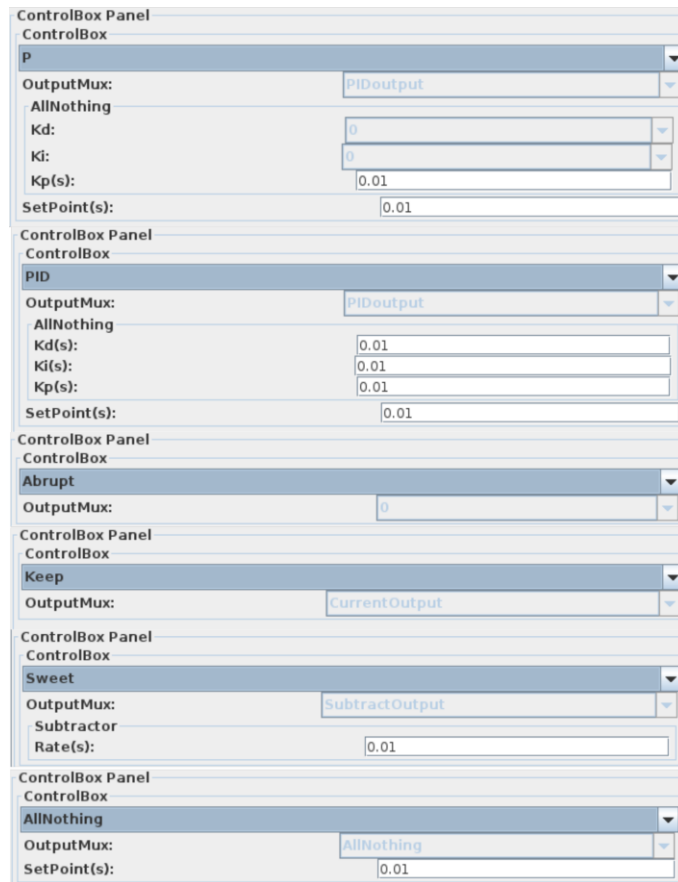 ControlBox Panel
ControlBox
P
OutputMux: PIDoutput
AllNothing
Kd: 0
Ki: 0
Kp(s): 0.01
SetPoint(s): 0.01
ControlBox Panel
ControlBox
PID
OutputMux: PIDoutput
AllNothing
Kd(s): 0.01
Ki(s): 0.01
Kp(s): 0.01
SetPoint(s): 0.01
ControlBox Panel
ControlBox
Abrupt
OutputMux: 0
ControlBox Panel
ControlBox
Keep
OutputMux: CurrentOutput
ControlBox Panel
ControlBox
Sweet
OutputMux: SubtractOutput
Subtractor
Rate(s): 0.01
ControlBox Panel
ControlBox
AllNothing
OutputMux: AllNothing
SetPoint(s): 0.01